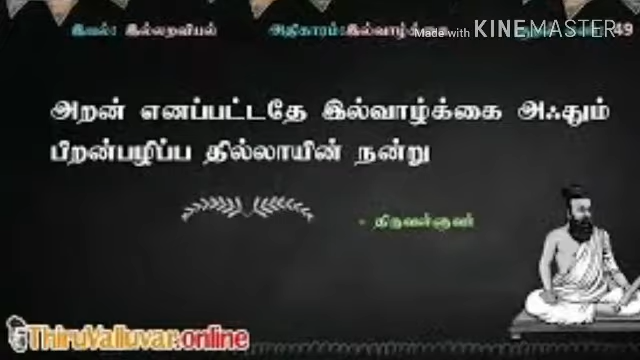 இயல்: இல்லறவியல் அதிகாரம்:இல்வாழ்க்கை 49
Made with KINEMASTER
அறன் எனப்பட்டதே இல்வாழ்க்கை அஃதும்
பிறன்பழிப்ப தில்லாயின் நன்று
- திருவள்ளுவர்
ThiruValluvar.online